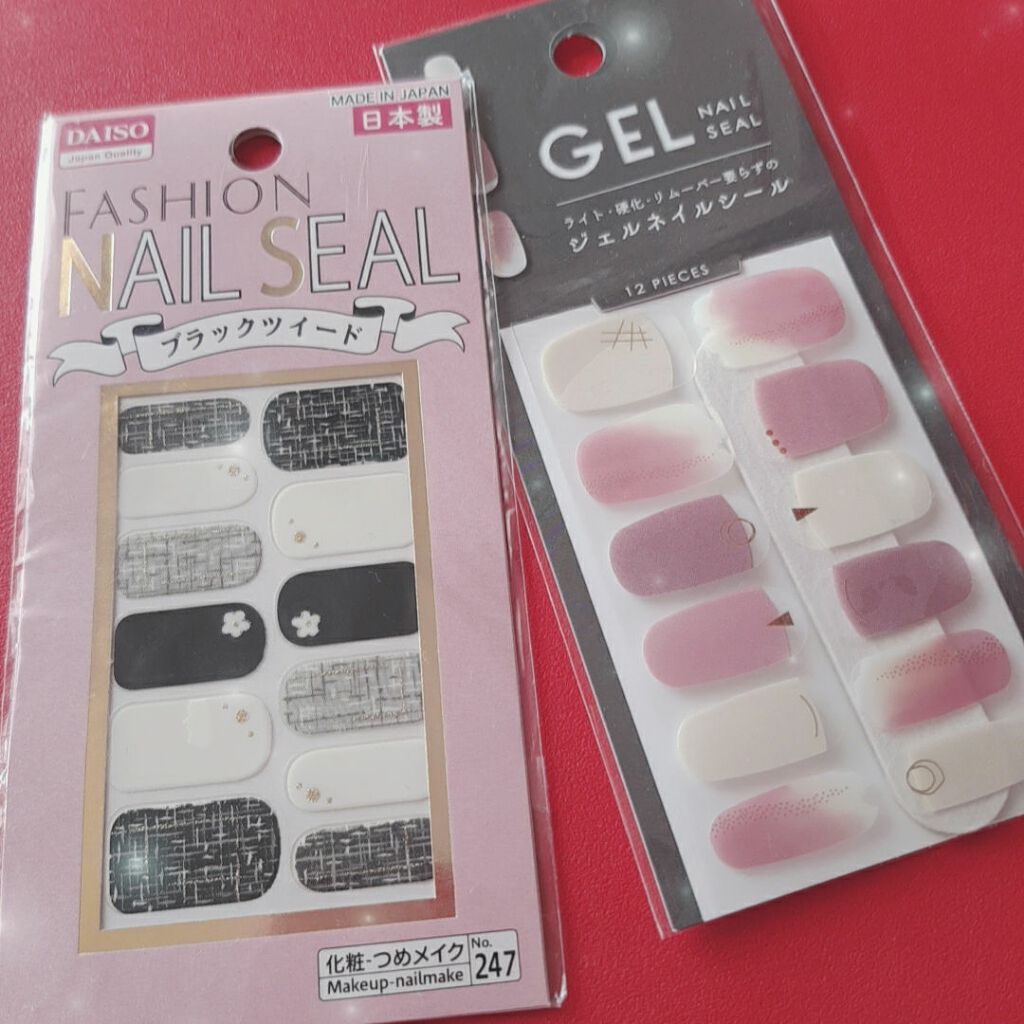 DAISO
Japan Quality
MADE IN JAPAN
日本製
FASHION
NAIL SEAL
ブラックツイード
化粧-つめメイク
Makeup-nailmake
No.
247
GEL NAIL
SEAL
ライト・硬化・リムーバー要らずの
ジェルネイルシール
12 PIECES